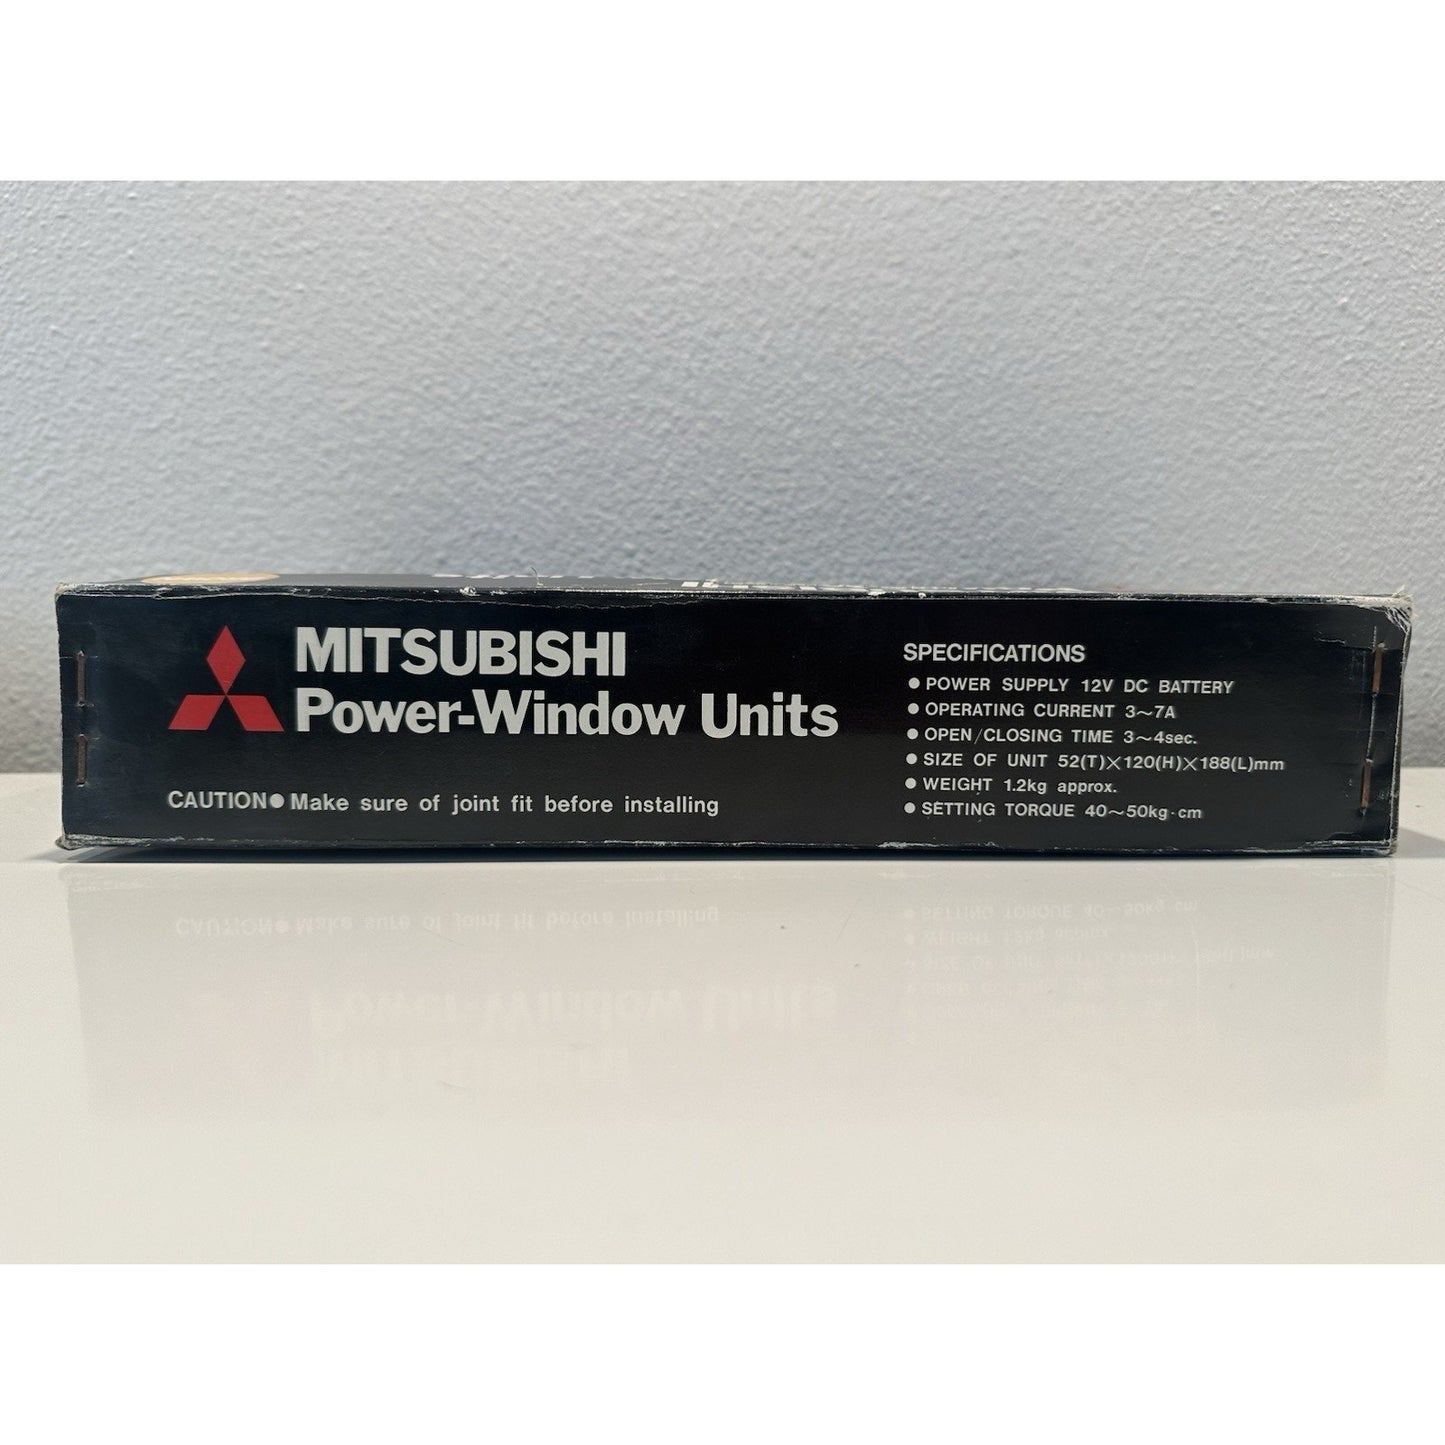 MITSUBISHI
Power-Window Units
CAUTION● Make sure of joint fit before installing
SPECIFICATIONS
● POWER SUPPLY 12V DC BATTERY
● OPERATING CURRENT 3〜7A
● OPEN/CLOSING TIME 3〜4sec.
● SIZE OF UNIT 52(T)×120(H)×188(L)mm
● WEIGHT 1.2kg approx.
● SETTING TORQUE 40〜50kg·cm